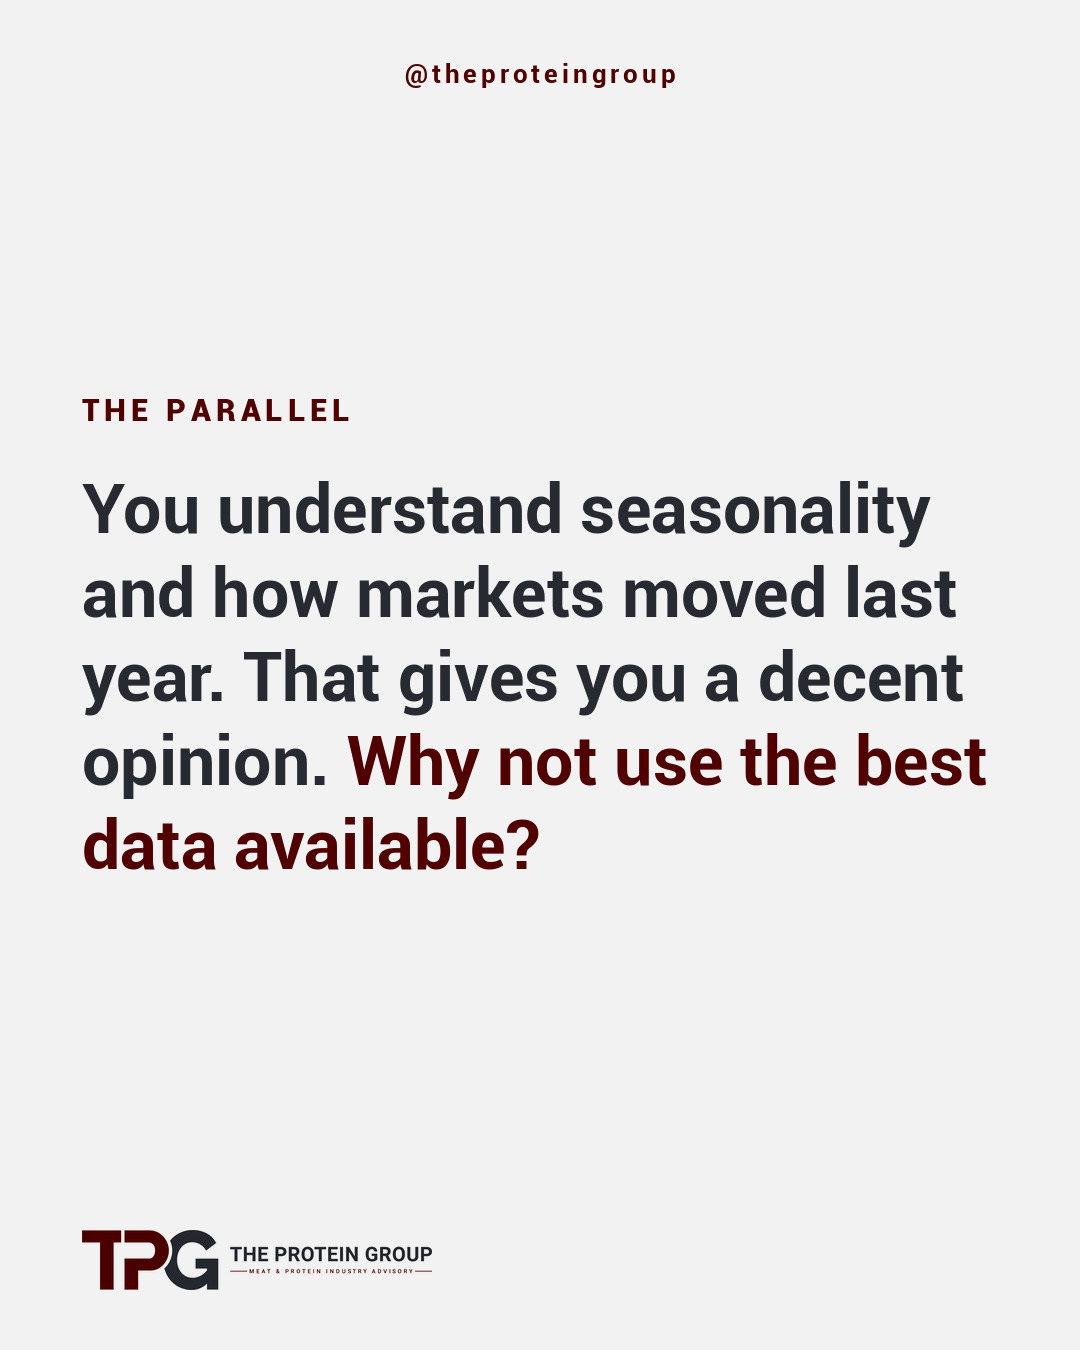 @theproteingroup
THE PARALLEL
You understand seasonality
and how markets moved last
year. That gives you a decent
opinion. Why not use the best
data available?
TPG
THE PROTEIN GROUP
MEAT & PROTEIN INDUSTRY ADVISORY